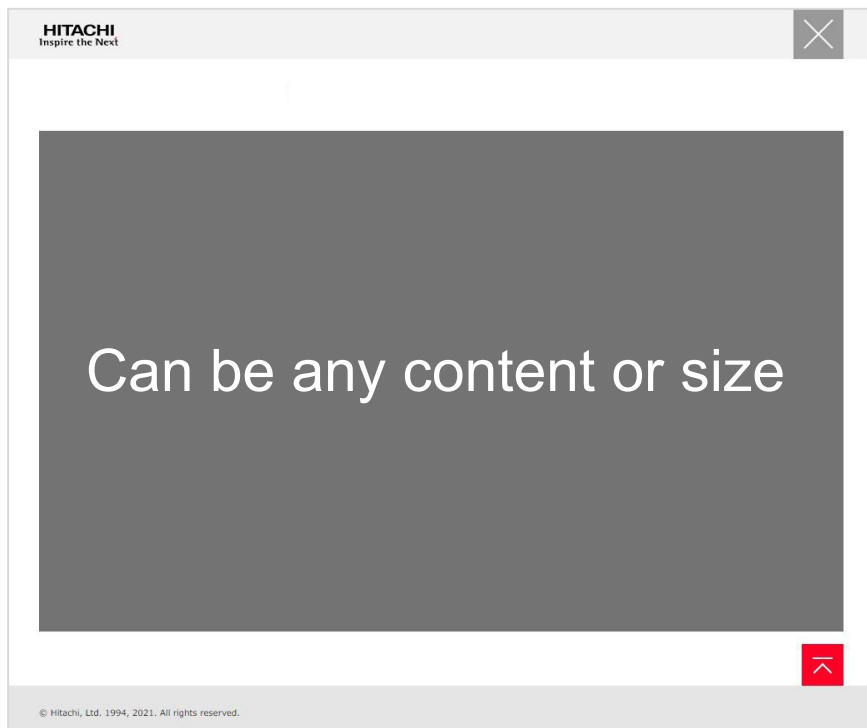 HITACHI
Inspire the Next
Can be any content or size
© Hitachi, Ltd. 1994, 2021. All rights reserved.